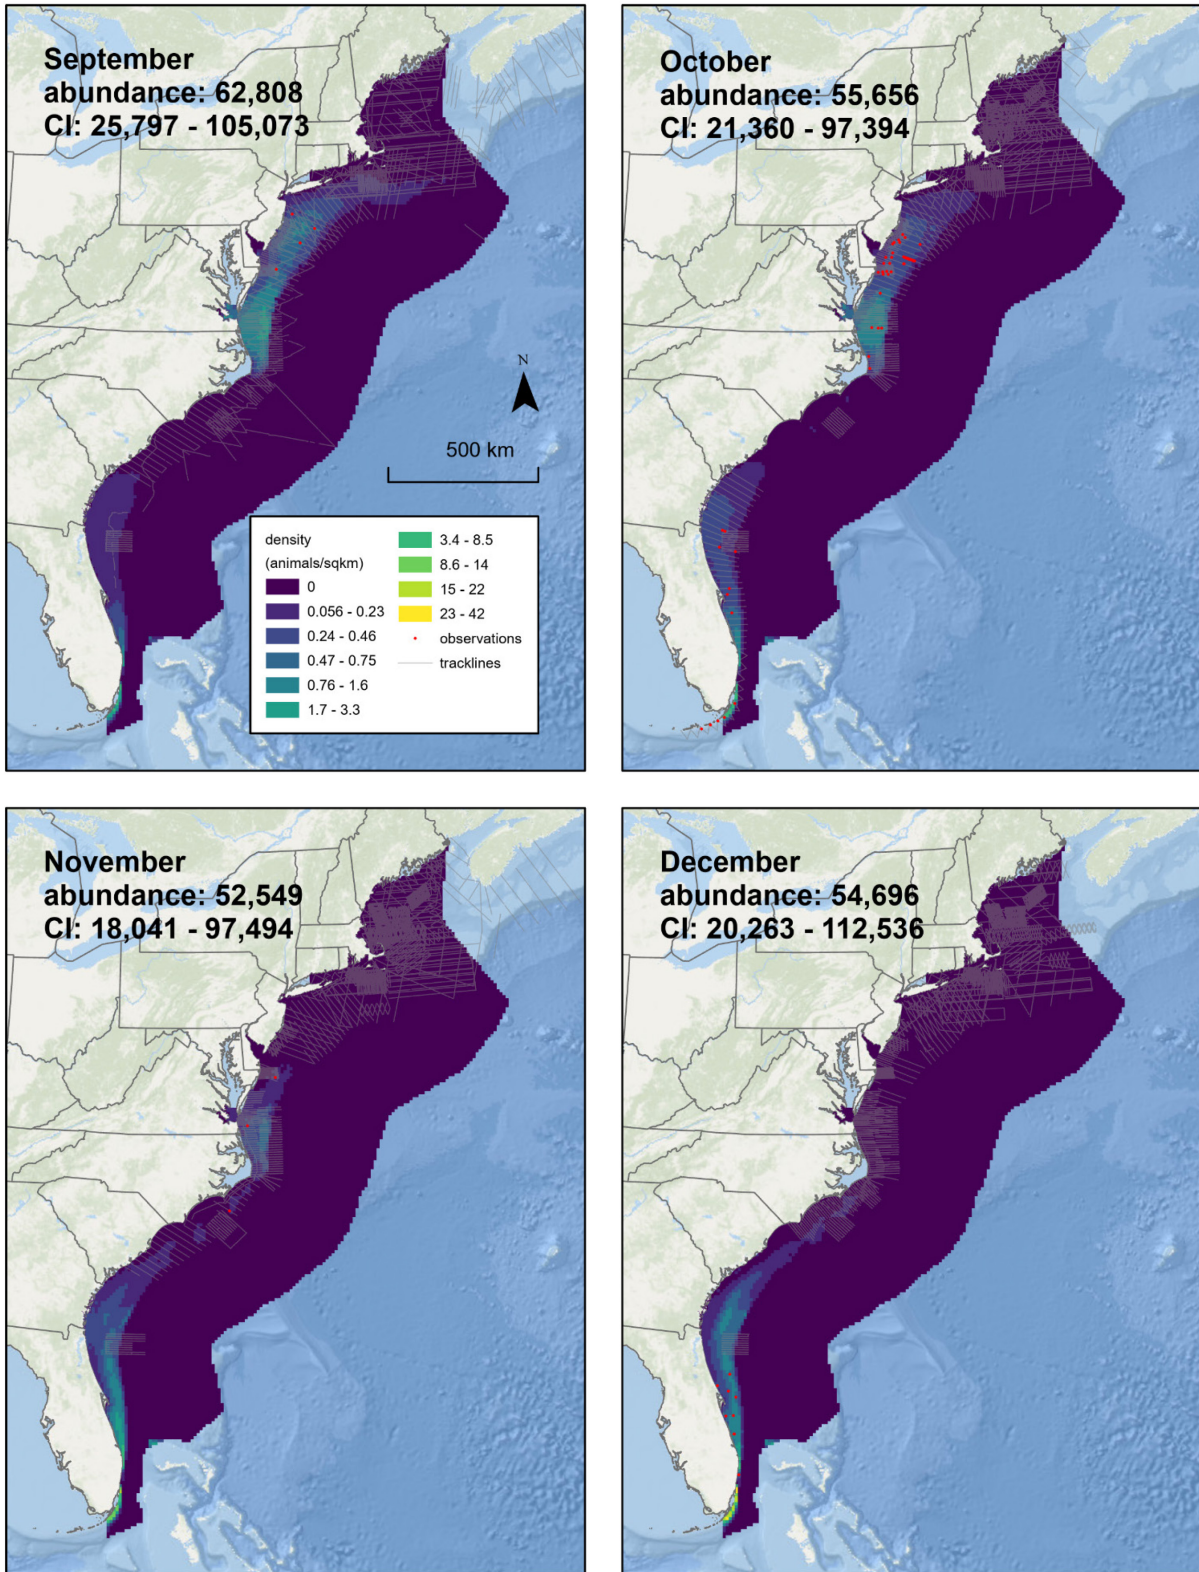 September
abundance: 62,808
CI: 25,797 - 105,073
N
500 km
density
(animals/sqkm)
0
0.056 - 0.23
0.24 - 0.46
0.47 - 0.75
0.76 - 1.6
1.7 - 3.3
3.4 - 8.5
8.6 - 14
15 - 22
23 - 42
observations
tracklines
October
abundance: 55,656
CI: 21,360 - 97,394
November
abundance: 52,549
CI: 18,041 - 97,494
December
abundance: 54,696
CI: 20,263 - 112,536